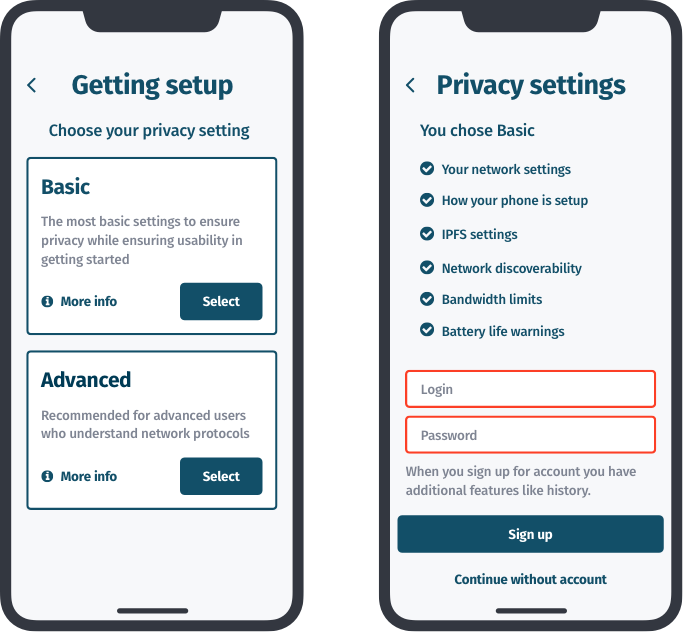 Getting setup
Choose your privacy setting
Basic
The most basic settings to ensure
privacy while ensuring usability in
getting started
More info
Select
Advanced
Recommended for advanced users
who understand network protocols
More info
Select
Privacy settings
You chose Basic
Your network settings
How your phone is setup
IPFS settings
Network discoverability
Bandwidth limits
Battery life warnings
Login
Password
When you sign up for account you have
additional features like history.
Sign up
Continue without account